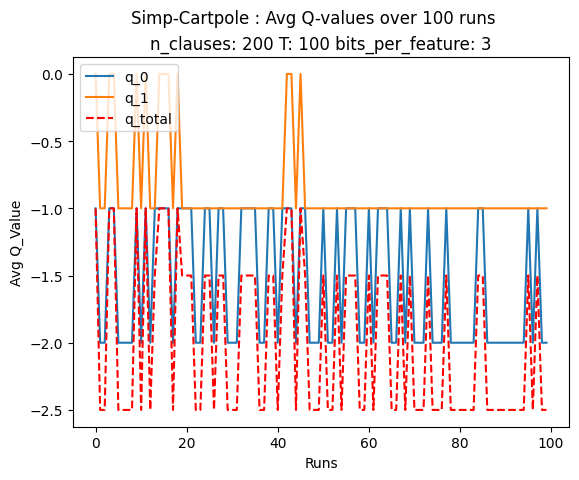 Simp-Cartpole : Avg Q-values over 100 runs
n_clauses: 200 T: 100 bits_per_feature: 3
q_0
q_1
q_total
0.0
−0.5
−1.0
−1.5
−2.0
−2.5
Avg Q_Value
0
20
40
60
80
100
Runs